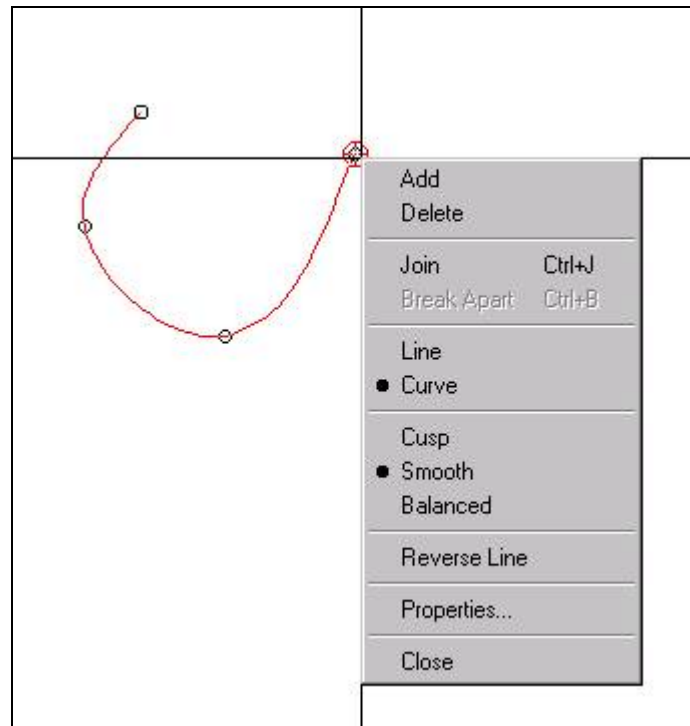 Add
Delete
Join Ctrl+J
Break Apart Ctrl+B
Line
Curve
Cusp
Smooth
Balanced
Reverse Line
Properties...
Close